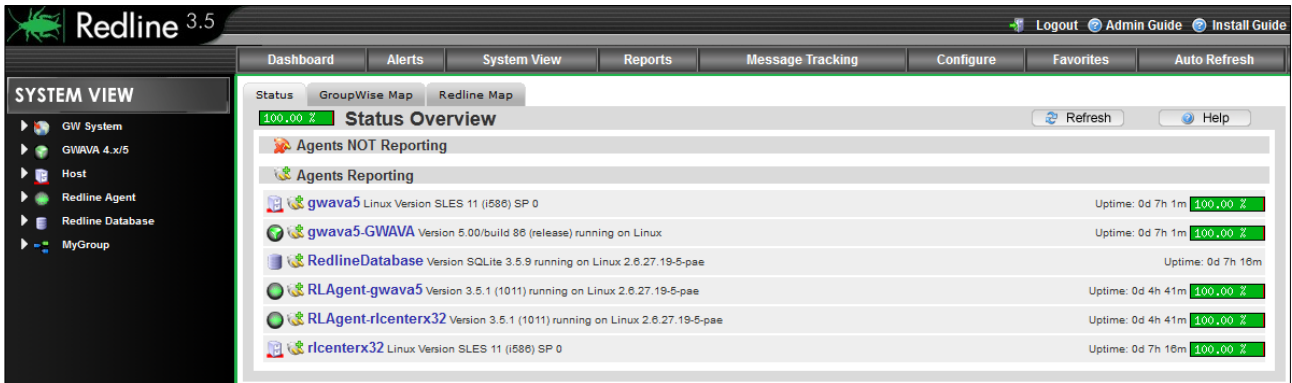 Redline 3.5
Logout Admin Guide Install Guide
Dashboard Alerts System View Reports Message Tracking Configure Favorites Auto Refresh
SYSTEM VIEW
GW System
GWAVA 4.x/5
Host
Redline Agent
Redline Database
MyGroup
Status GroupWise Map Redline Map
100.00 % Status Overview Refresh Help
Agents NOT Reporting
Agents Reporting
gwava5 Linux Version SLES 11 (i586) SP 0 Uptime: 0d 7h 1m 100.00 %
gwava5-GWAVA Version 5.00/build 86 (release) running on Linux Uptime: 0d 7h 1m 100.00 %
RedlineDatabase Version SQLite 3.5.9 running on Linux 2.6.27.19-5-pae Uptime: 0d 7h 16m
RLAgent-gwava5 Version 3.5.1 (1011) running on Linux 2.6.27.19-5-pae Uptime: 0d 4h 41m 100.00 %
RLAgent-rlcenterx32 Version 3.5.1 (1011) running on Linux 2.6.27.19-5-pae Uptime: 0d 4h 41m 100.00 %
rlcenterx32 Linux Version SLES 11 (i586) SP 0 Uptime: 0d 7h 16m 100.00 %